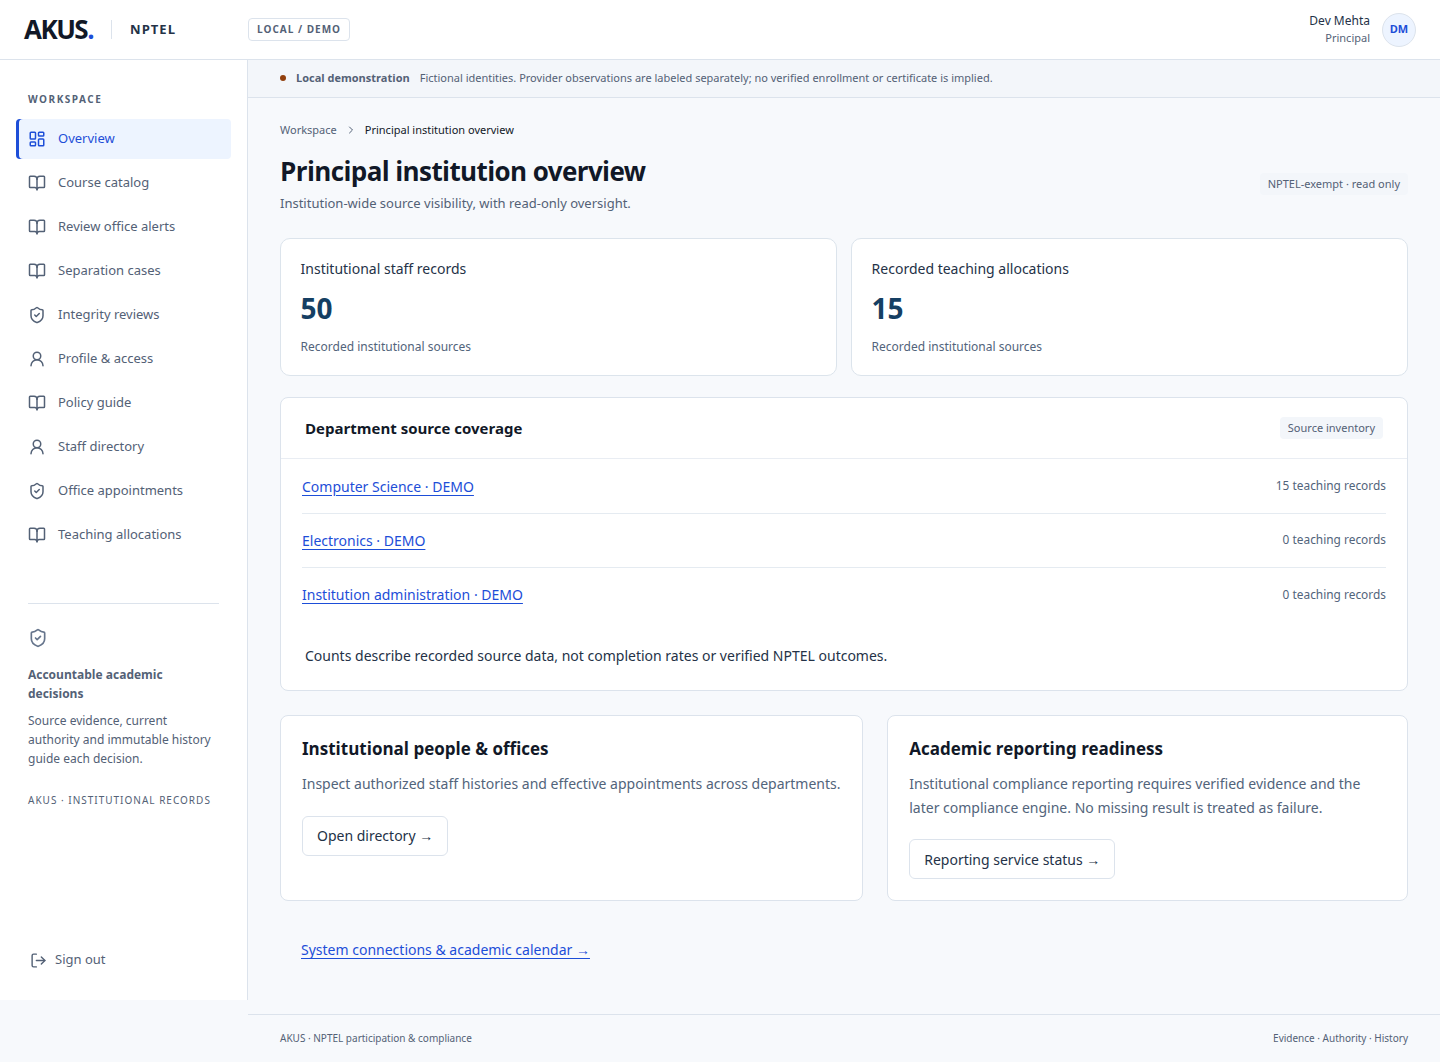 AKUS.
NPTEL
LOCAL / DEMO
Dev Mehta
Principal
DM
WORKSPACE
Overview
Course catalog
Review office alerts
Separation cases
Integrity reviews
Profile & access
Policy guide
Staff directory
Office appointments
Teaching allocations
Accountable academic
decisions
Source evidence, current
authority and immutable history
guide each decision.
AKUS · INSTITUTIONAL RECORDS
Sign out
Local demonstration Fictional identities. Provider observations are labeled separately; no verified enrollment or certificate is implied.
Workspace > Principal institution overview
Principal institution overview
Institution-wide source visibility, with read-only oversight.
NPTEL-exempt · read only
Institutional staff records
50
Recorded institutional sources
Recorded teaching allocations
15
Recorded institutional sources
Department source coverage
Source inventory
Computer Science · DEMO
15 teaching records
Electronics · DEMO
0 teaching records
Institution administration · DEMO
0 teaching records
Counts describe recorded source data, not completion rates or verified NPTEL outcomes.
Institutional people & offices
Inspect authorized staff histories and effective appointments across departments.
Open directory →
Academic reporting readiness
Institutional compliance reporting requires verified evidence and the
later compliance engine. No missing result is treated as failure.
Reporting service status →
System connections & academic calendar →
AKUS · NPTEL participation & compliance
Evidence · Authority · History